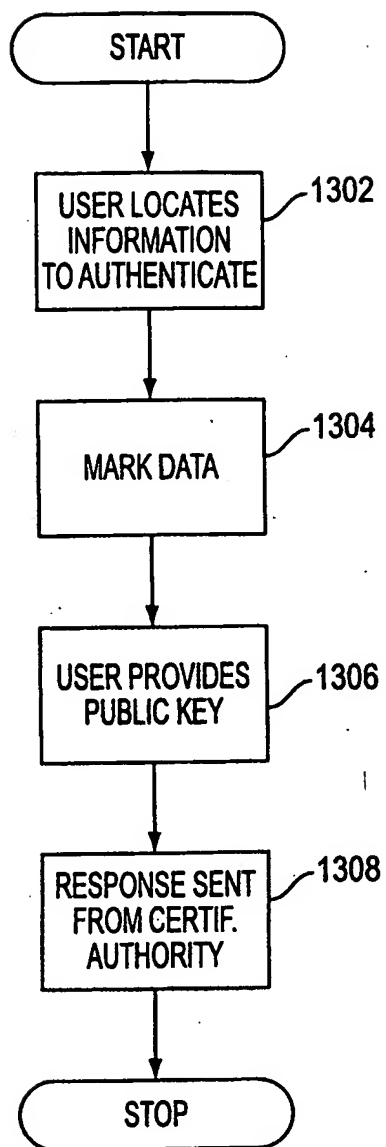 START
1302
USER LOCATES
INFORMATION
TO AUTHENTICATE
1304
MARK DATA
1306
USER PROVIDES
PUBLIC KEY
1308
RESPONSE SENT
FROM CERTIF.
AUTHORITY
STOP